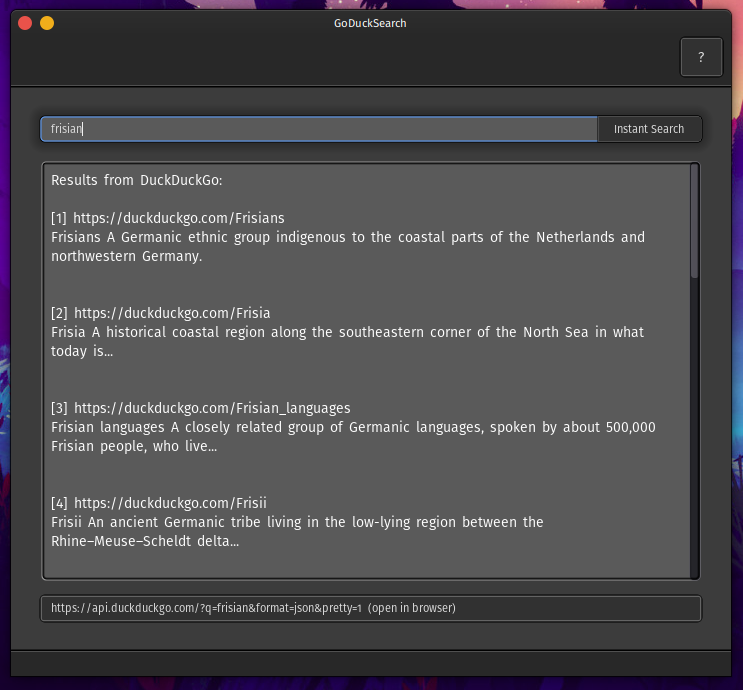 GoDuckSearch
?
frisian
Instant Search
Results from DuckDuckGo:
[1] https://duckduckgo.com/Frisians
Frisians A Germanic ethnic group indigenous to the coastal parts of the Netherlands and
northwestern Germany.
[2] https://duckduckgo.com/Frisia
Frisia A historical coastal region along the southeastern corner of the North Sea in what
today is...
[3] https://duckduckgo.com/Frisian_languages
Frisian languages A closely related group of Germanic languages, spoken by about 500,000
Frisian people, who live...
[4] https://duckduckgo.com/Frisii
Frisii An ancient Germanic tribe living in the low-lying region between the
Rhine–Meuse–Scheldt delta...
https://api.duckduckgo.com/?q=frisian&format=json&pretty=1 (open in browser)